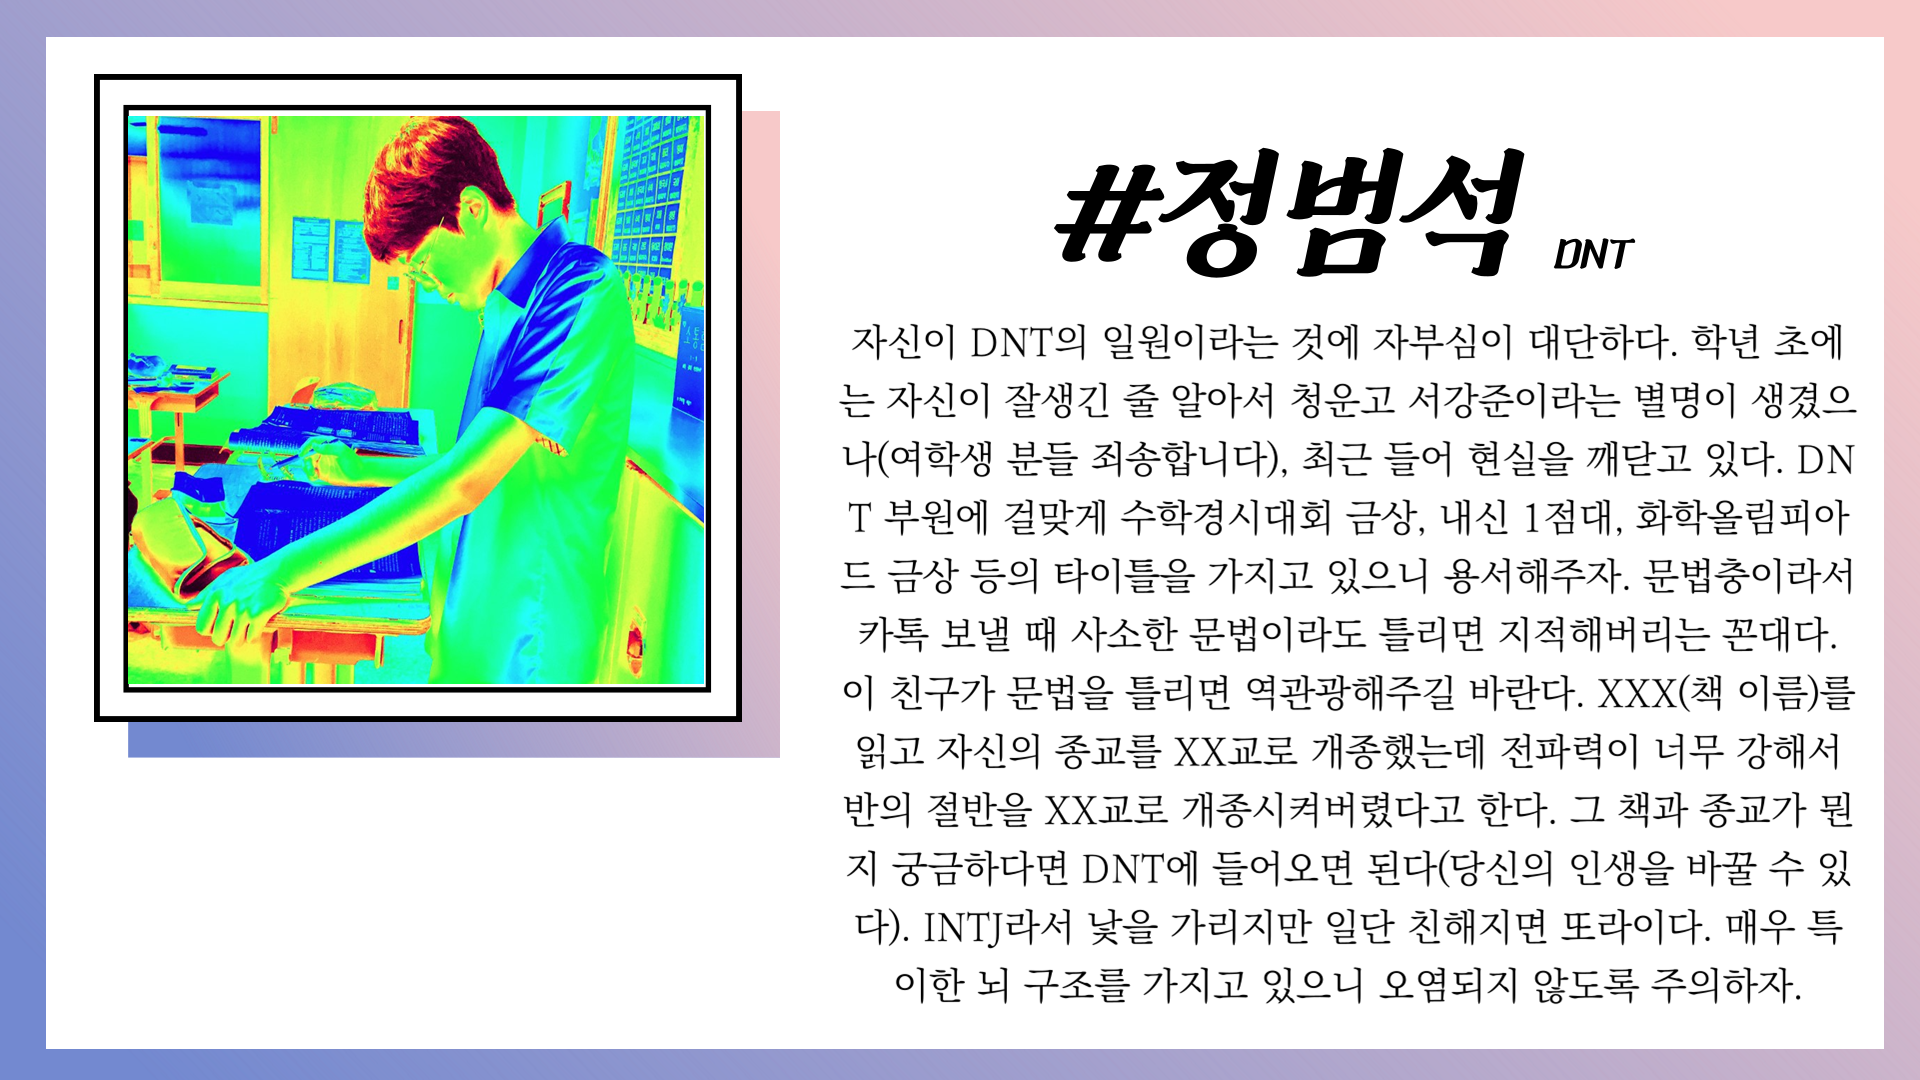 #정범석 DNT
자신이 DNT의 일원이라는 것에 자부심이 대단하다. 학년 초에
는 자신이 잘생긴 줄 알아서 청운고 서강준이라는 별명이 생겼으
나(여학생 분들 죄송합니다), 최근 들어 현실을 깨닫고 있다. DN
T 부원에 걸맞게 수학경시대회 금상, 내신 1점대, 화학올림피아
드 금상 등의 타이틀을 가지고 있으니 용서해주자. 문법충이라서
카톡 보낼 때 사소한 문법이라도 틀리면 지적해버리는 꼰대다.
이 친구가 문법을 틀리면 역관광해주길 바란다. XXX(책 이름)를
읽고 자신의 종교를 XX교로 개종했는데 전파력이 너무 강해서
반의 절반을 XX교로 개종시켜버렸다고 한다. 그 책과 종교가 뭔
지 궁금하다면 DNT에 들어오면 된다(당신의 인생을 바꿀 수 있
다). INTJ라서 낯을 가리지만 일단 친해지면 또라이다. 매우 특
이한 뇌 구조를 가지고 있으니 오염되지 않도록 주의하자.